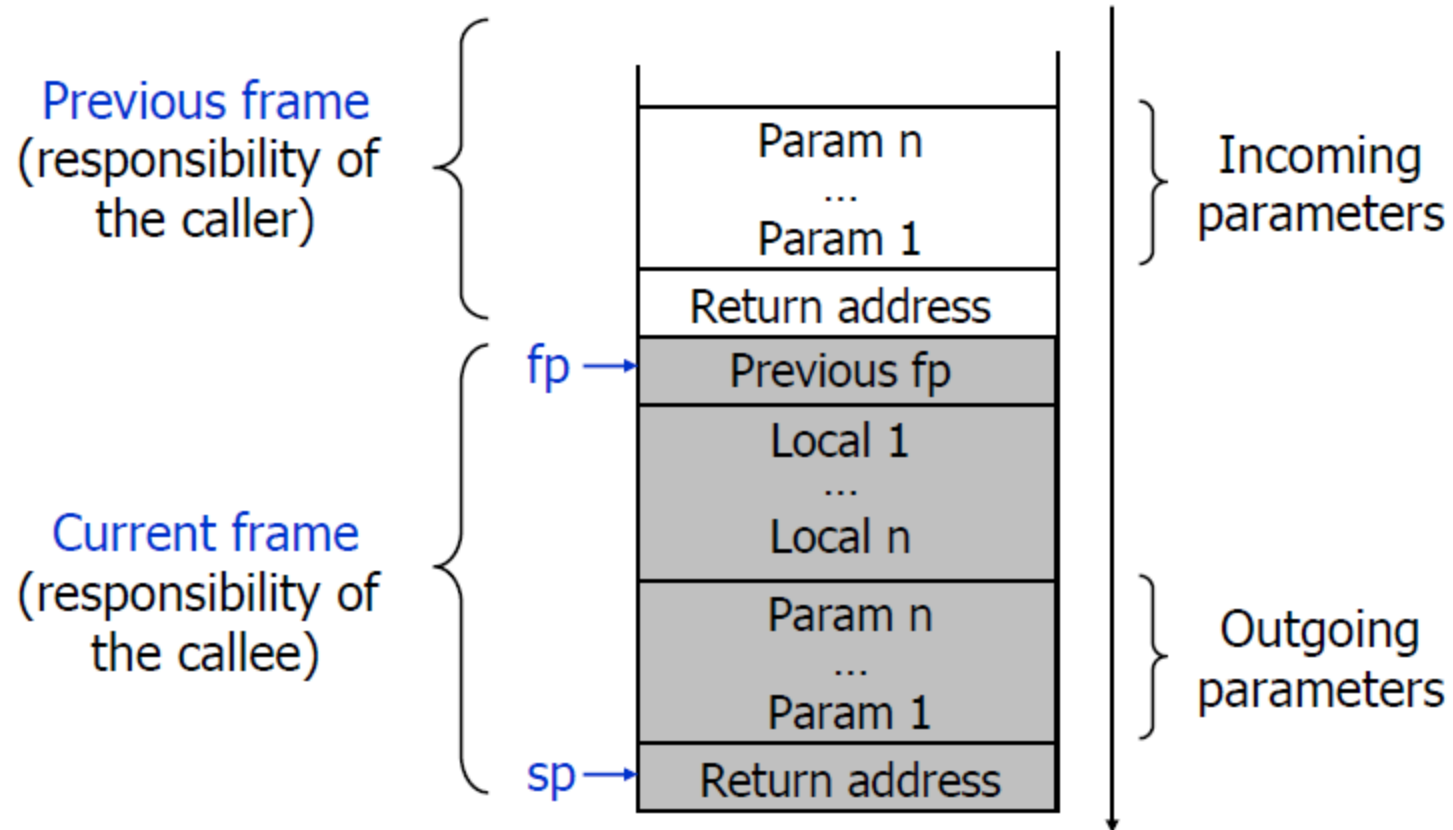 Previous frame
(responsibility of
the caller)
Param n
...
Param 1
Incoming
parameters
Return address
fp
Previous fp
Local 1
...
Local n
Current frame
(responsibility of
the callee)
Param n
...
Param 1
Outgoing
parameters
sp
Return address